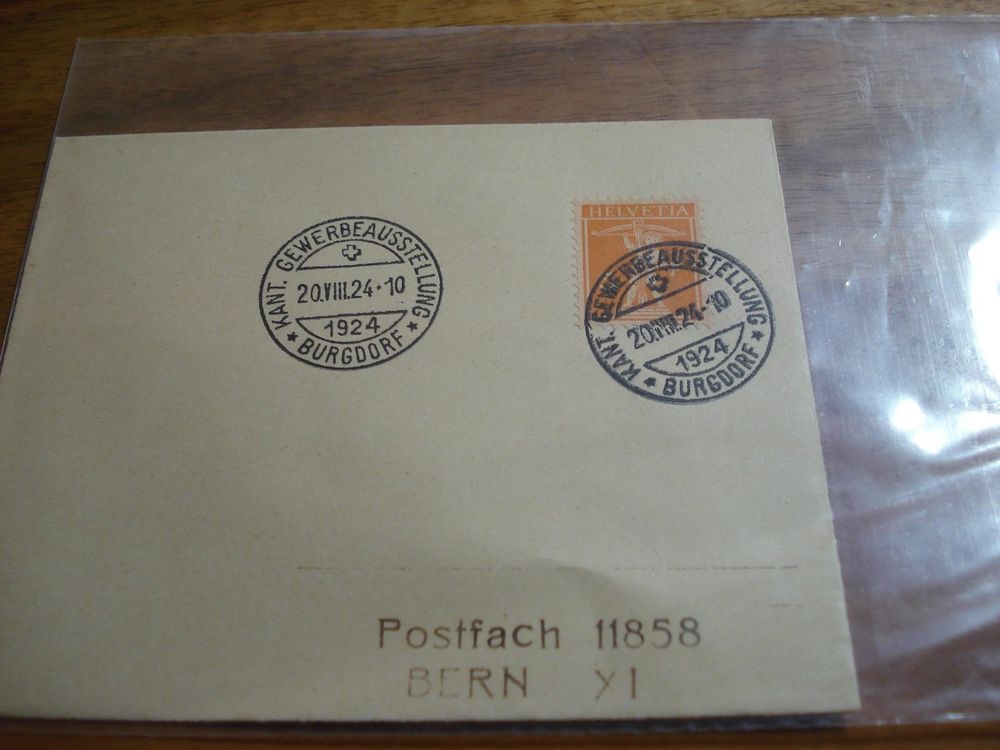 KANT. GEWERBEAUSSTELLUNG
20.VIII.24-10
1924
* BURGDORF *
HELVETIA
KANT. GEWERBEAUSSTELLUNG
20.VIII.24-10
1924
* BURGDORF *
Postfach 11858
BERN XI